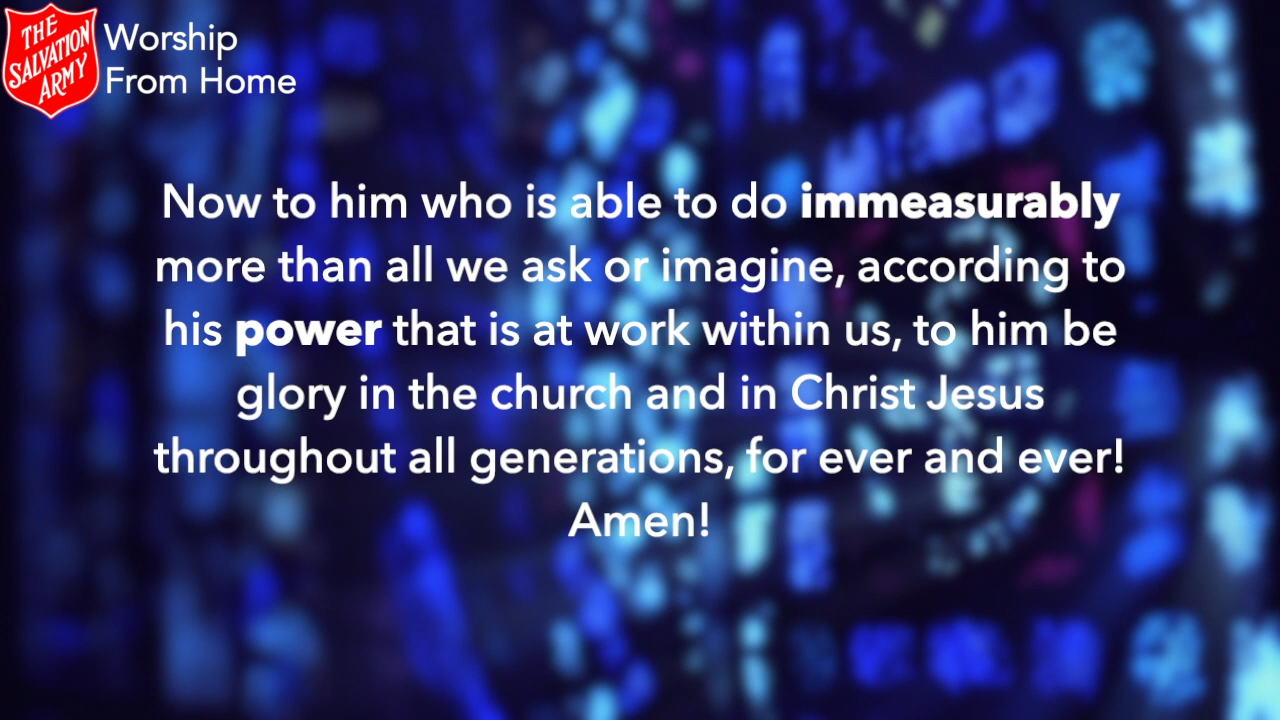 THE
SALVATION
ARMY
Worship
From Home
Now to him who is able to do immeasurably
more than all we ask or imagine, according to
his power that is at work within us, to him be
glory in the church and in Christ Jesus
throughout all generations, for ever and ever!
Amen!